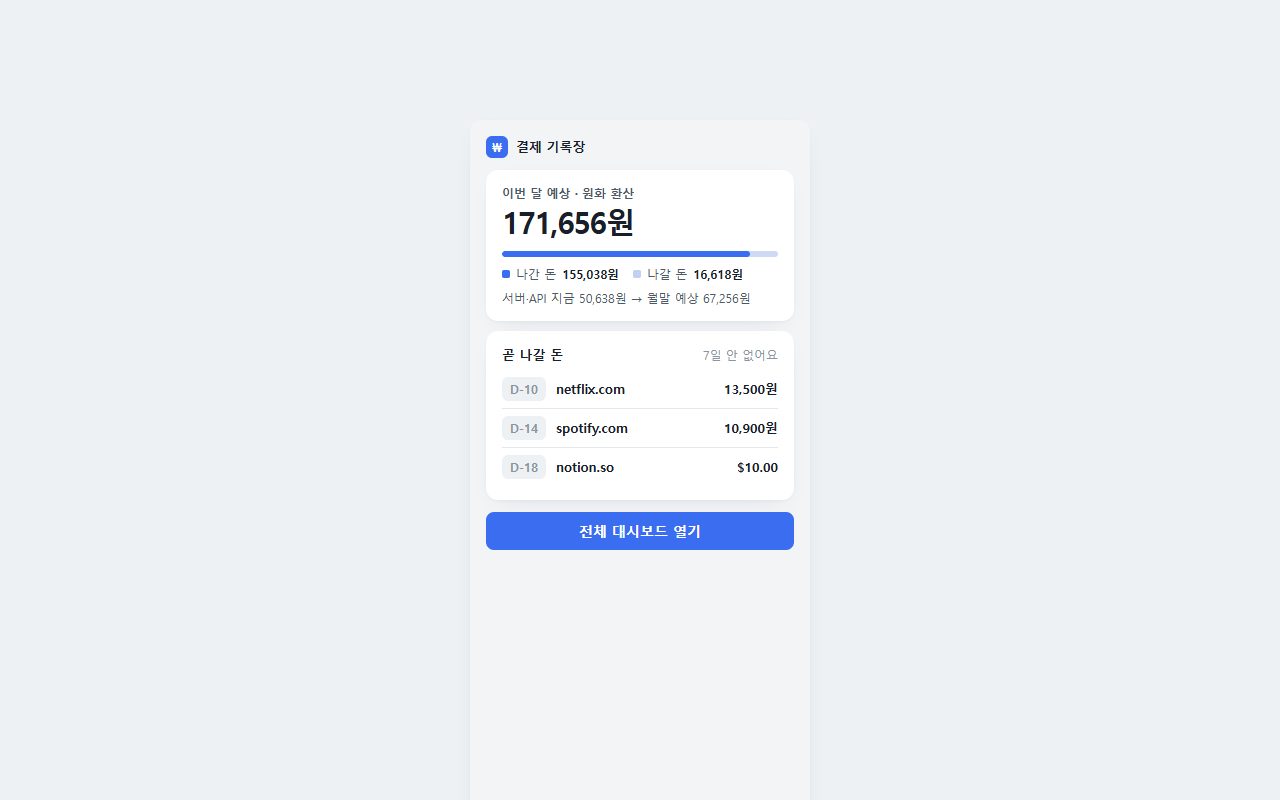 ₩ 결제 기록장
이번 달 예상 · 원화 환산
171,656원
나간 돈 155,038원 나갈 돈 16,618원
서버·API 지금 50,638원 → 월말 예상 67,256원
곧 나갈 돈 7일 안 없어요
D-10 netflix.com 13,500원
D-14 spotify.com 10,900원
D-18 notion.so $10.00
전체 대시보드 열기